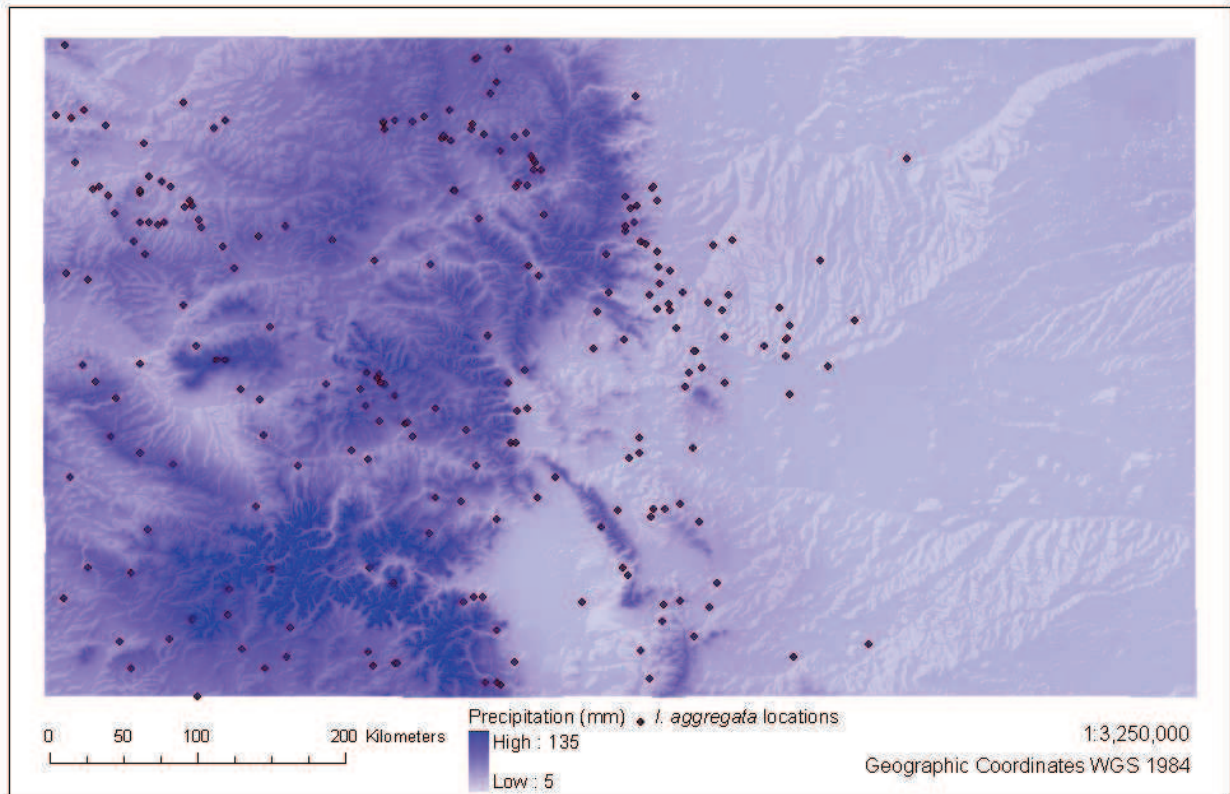 0 50 100 200 Kilometers
Precipitation (mm)
High : 135
Low : 5
I. aggregata locations
1:3,250,000
Geographic Coordinates WGS 1984